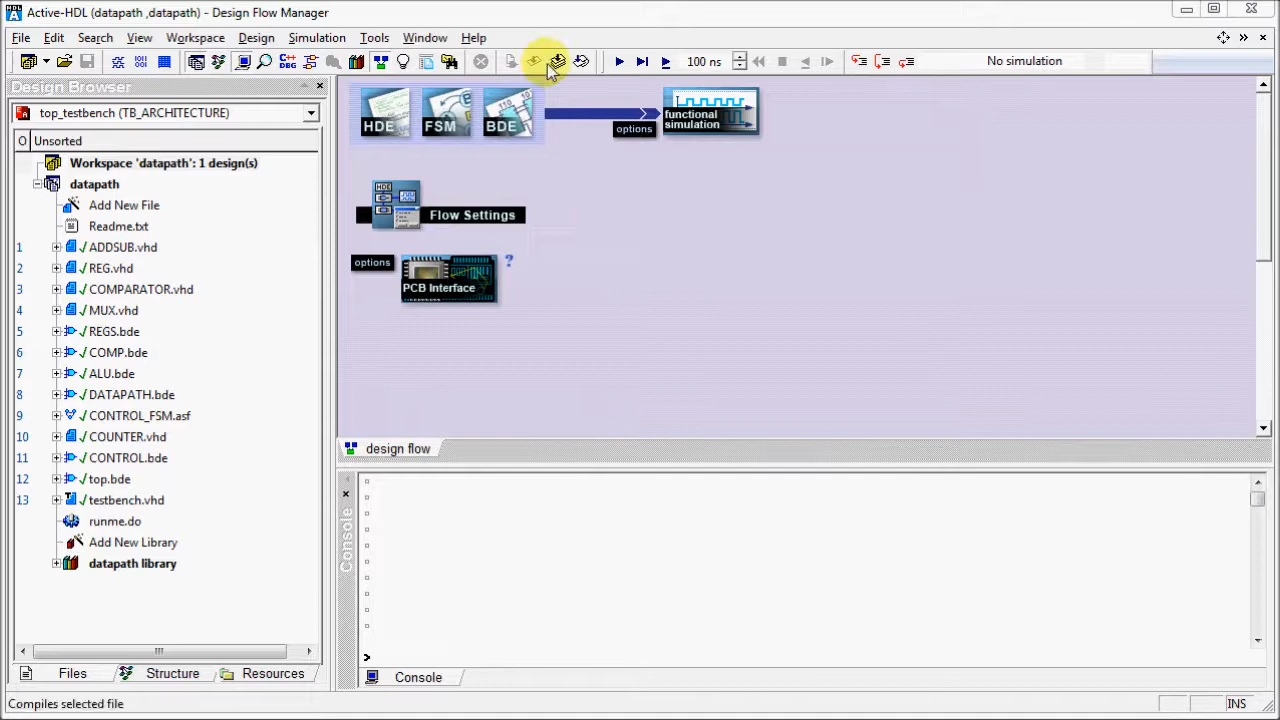 Active-HDL (datapath ,datapath) - Design Flow Manager
File Edit Search View Workspace Design Simulation Tools Window Help
100 ns
No simulation
Design Browser
top_testbench (TB_ARCHITECTURE)
O Unsorted
Workspace 'datapath': 1 design(s)
datapath
Add New File
Readme.txt
1 ADDSUB.vhd
2 REG.vhd
3 COMPARATOR.vhd
4 MUX.vhd
5 REGS.bde
6 COMP.bde
7 ALU.bde
8 DATAPATH.bde
9 CONTROL_FSM.asf
10 COUNTER.vhd
11 CONTROL.bde
12 top.bde
13 testbench.vhd
runme.do
Add New Library
datapath library
Files Structure Resources
HDE FSM BDE
options
functional
simulation
Flow Settings
options
PCB Interface
?
design flow
Console
>
Console
Compiles selected file
INS